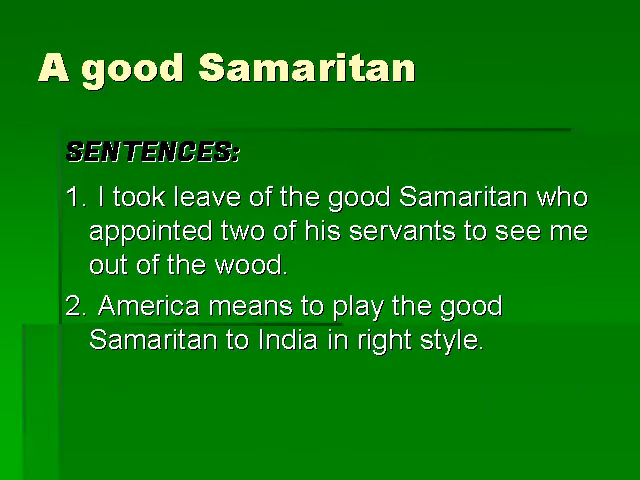 A good Samaritan
SENTENCES:
1. I took leave of the good Samaritan who
appointed two of his servants to see me
out of the wood.
2. America means to play the good
Samaritan to India in right style.